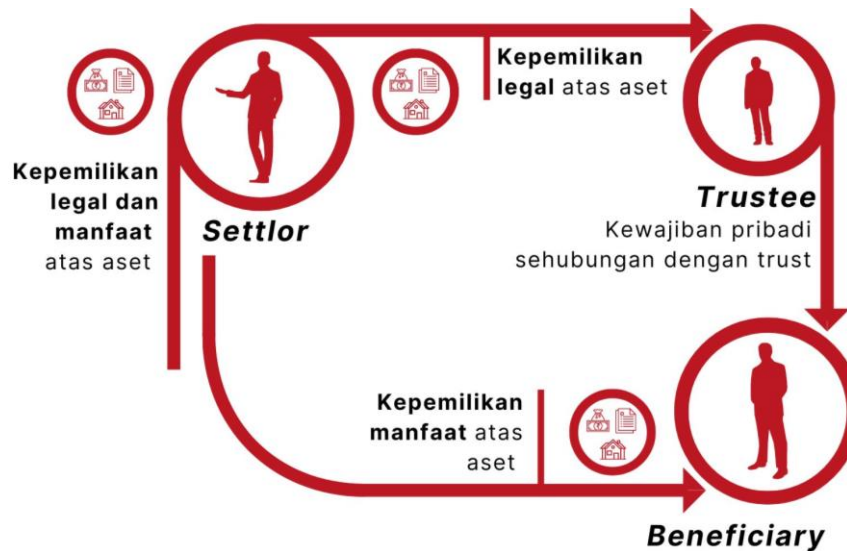 Kepemilikan
legal atas aset
Kepemilikan
legal dan
manfaat
atas aset
Settlor
Trustee
Kewajiban pribadi
sehubungan dengan trust
Kepemilikan
manfaat atas
aset
Beneficiary